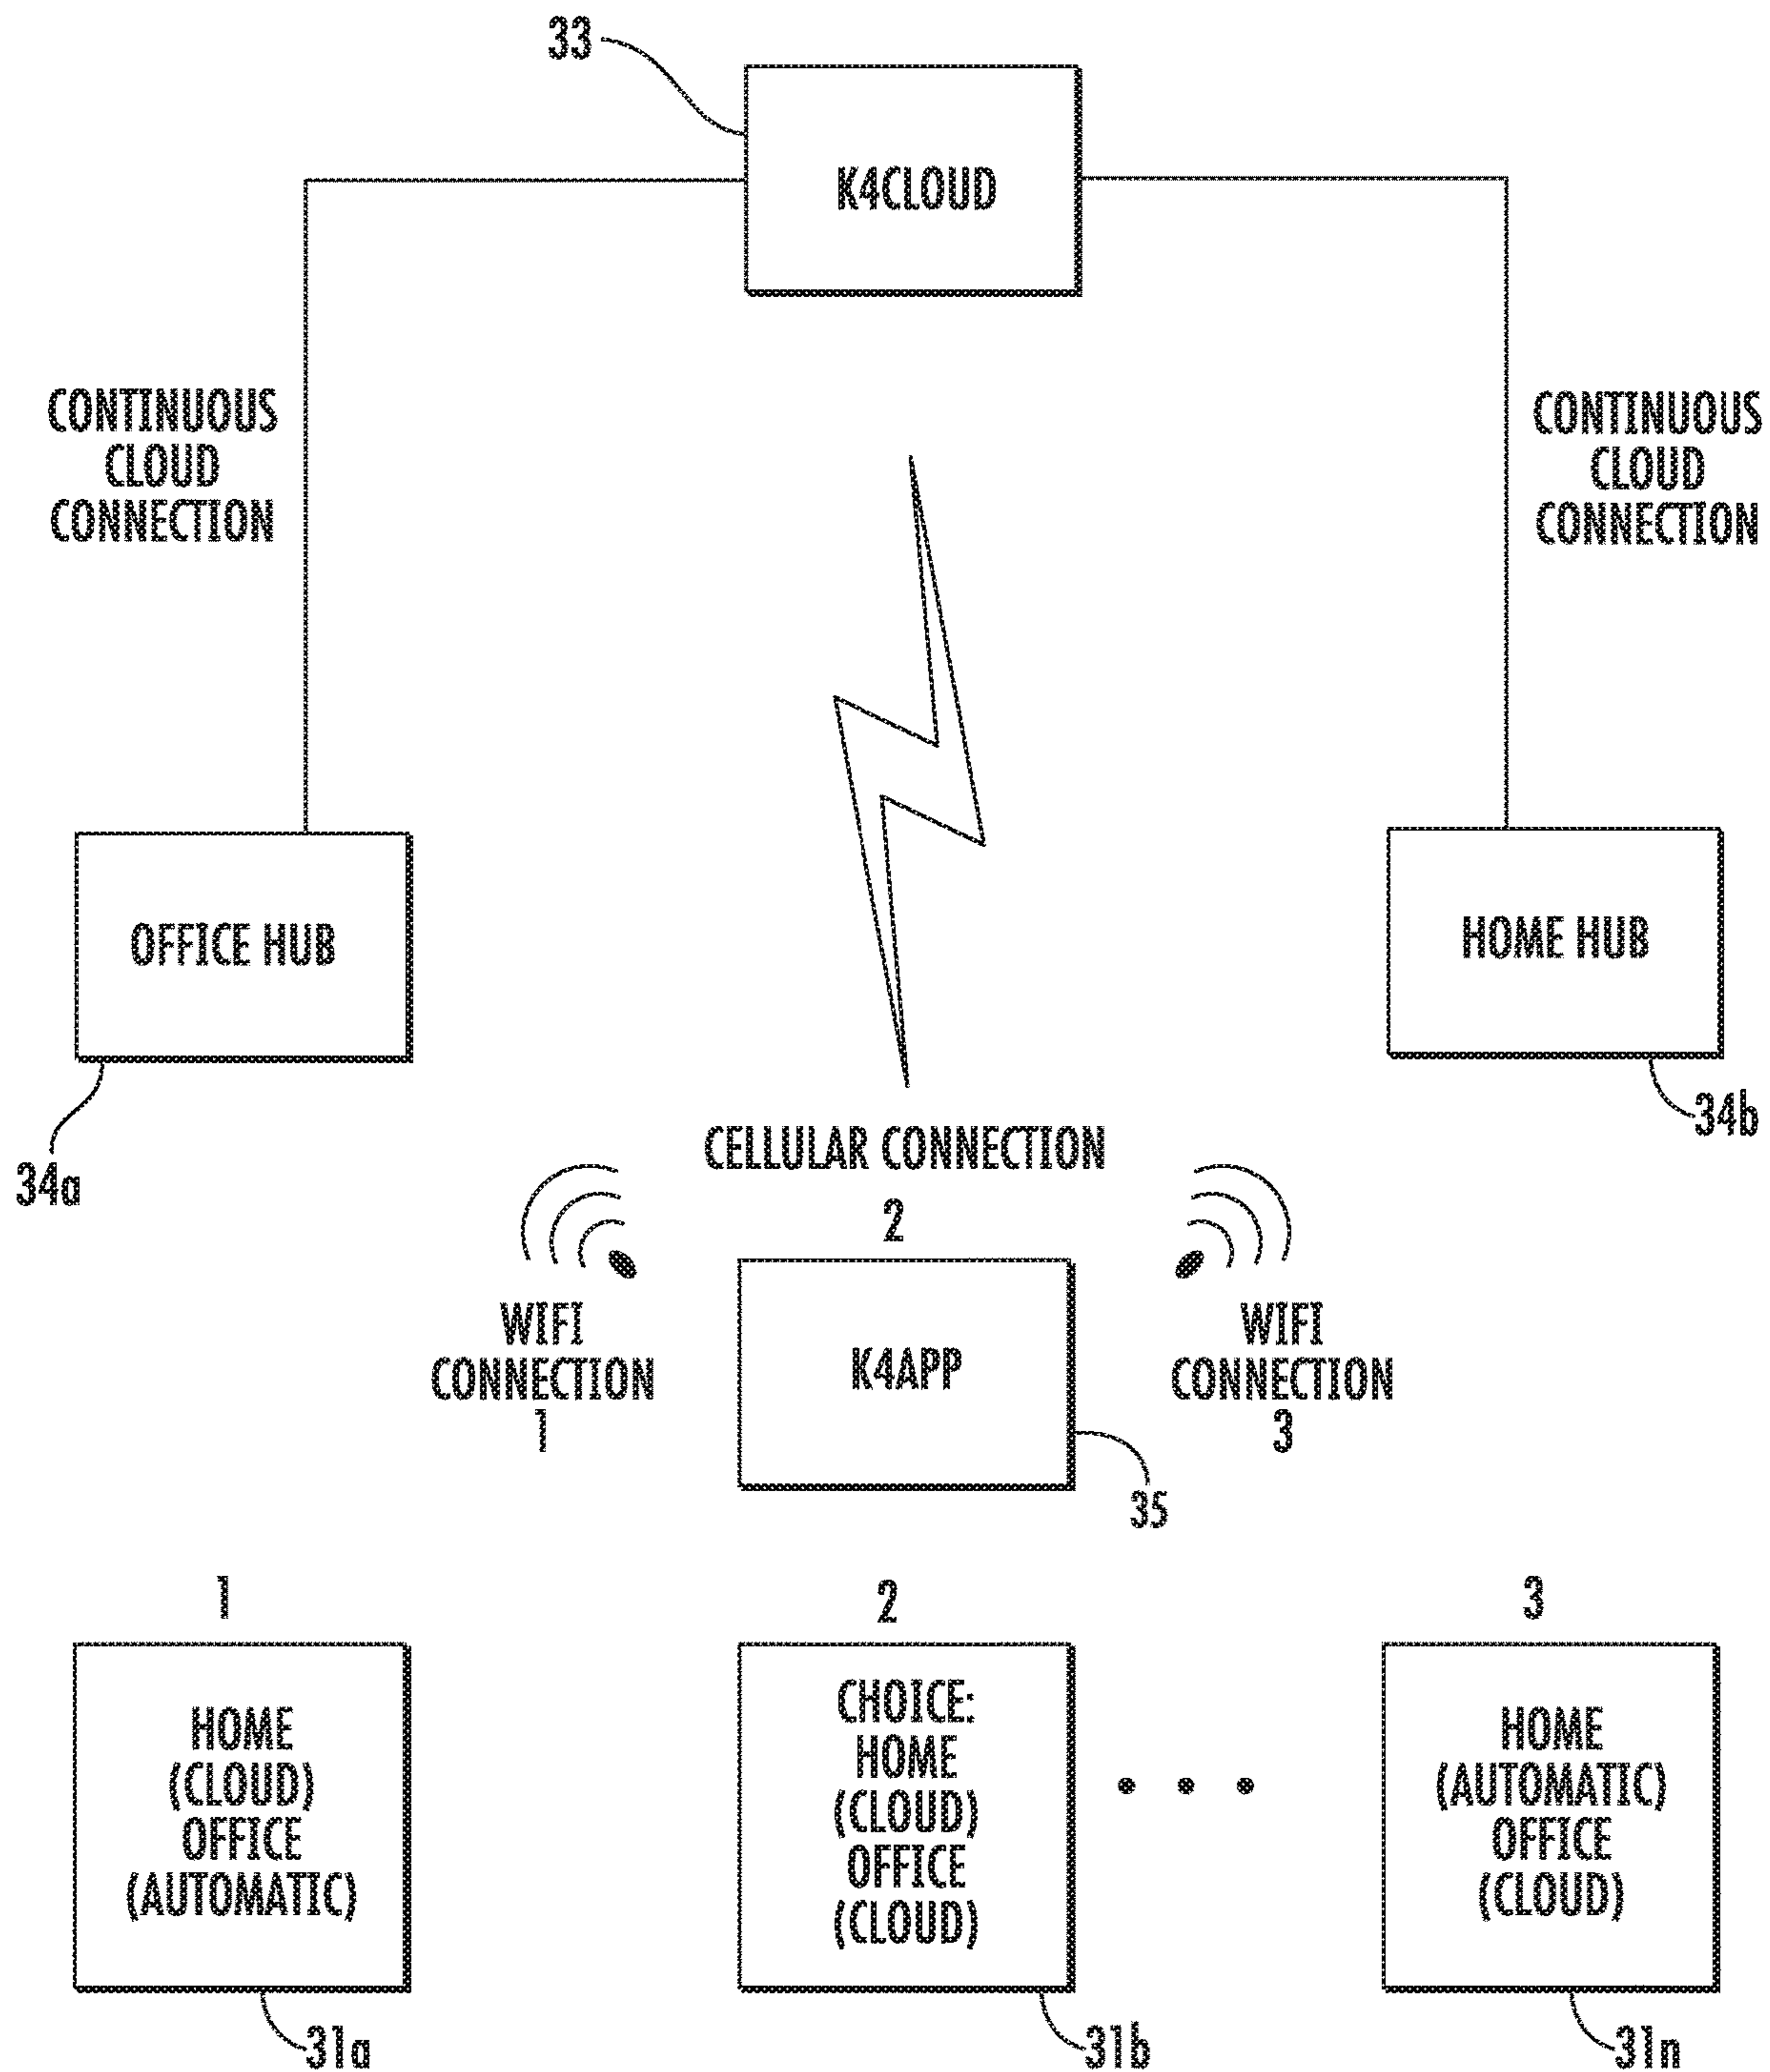 33
K4CLOUD
CONTINUOUS
CLOUD
CONNECTION
CONTINUOUS
CLOUD
CONNECTION
OFFICE HUB
HOME HUB
34a
34b
CELLULAR CONNECTION
2
WIFI
CONNECTION
1
K4APP
WIFI
CONNECTION
3
35
1
2
3
HOME
(CLOUD)
OFFICE
(AUTOMATIC)
CHOICE:
HOME
(CLOUD)
OFFICE
(CLOUD)
HOME
(AUTOMATIC)
OFFICE
(CLOUD)
31a
31b
31n